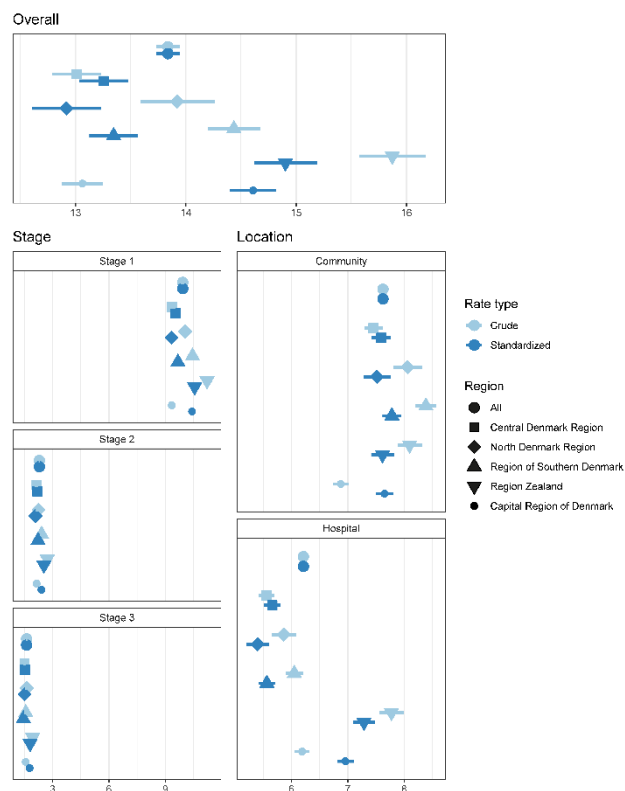 Overall
13 14 15 16
Stage
Location
Stage 1
Community
Rate type
Crude
Standardized
Region
All
Central Denmark Region
North Denmark Region
Region of Southern Denmark
Region Zealand
Capital Region of Denmark
Stage 2
Hospital
Stage 3
3 6 9
6 7 8